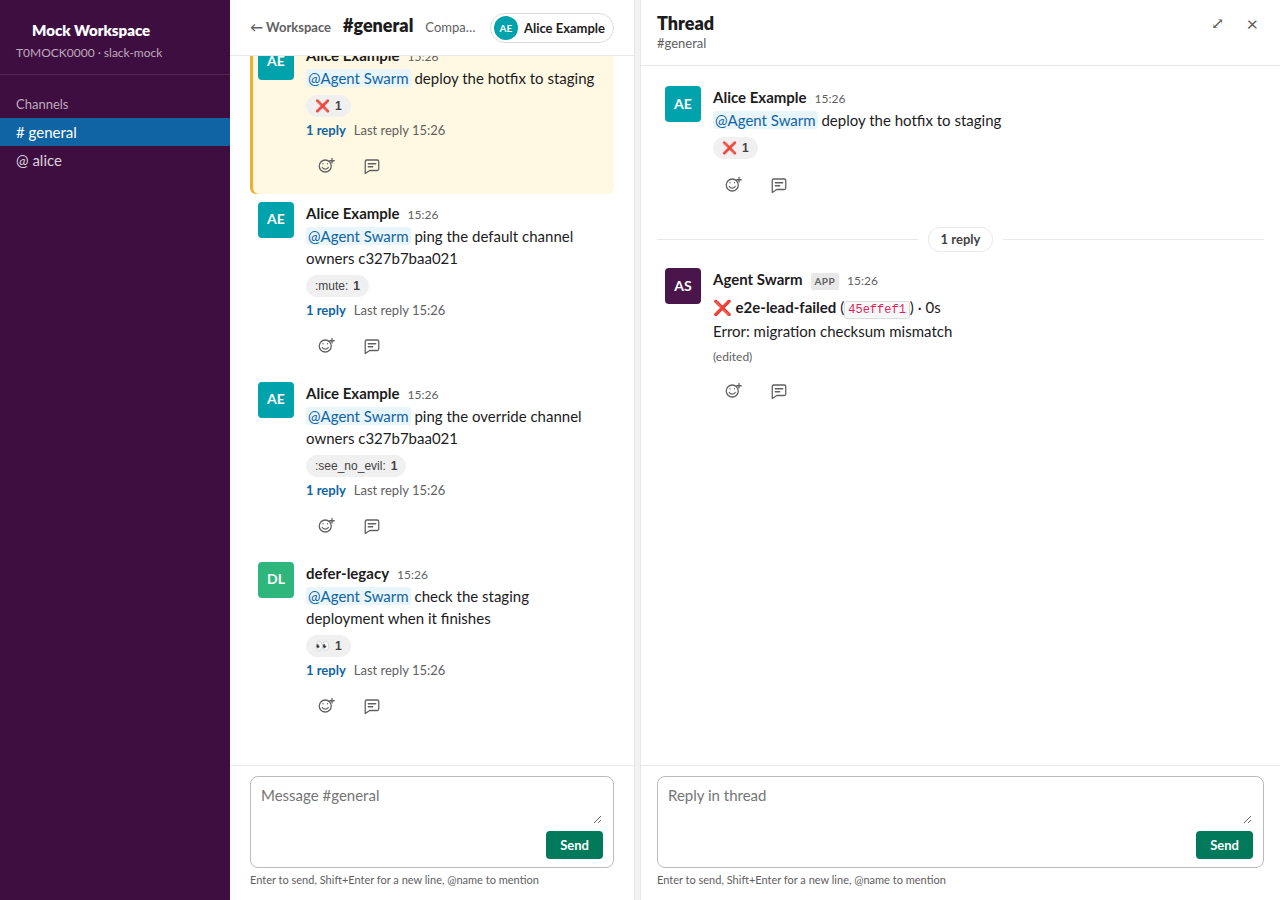 Mock Workspace
T0MOCK0000 · slack-mock
Channels
# general
@ alice
← Workspace #general Compa... AE Alice Example
AE Alice Example 15:26
@Agent Swarm deploy the hotfix to staging
❌ 1
1 reply Last reply 15:26
AE Alice Example 15:26
@Agent Swarm ping the default channel
owners c327b7baa021
:mute: 1
1 reply Last reply 15:26
AE Alice Example 15:26
@Agent Swarm ping the override channel
owners c327b7baa021
:see_no_evil: 1
1 reply Last reply 15:26
DL defer-legacy 15:26
@Agent Swarm check the staging
deployment when it finishes
👀 1
1 reply Last reply 15:26
Message #general
Send
Enter to send, Shift+Enter for a new line, @name to mention
Thread
#general
AE Alice Example 15:26
@Agent Swarm deploy the hotfix to staging
❌ 1
1 reply
AS Agent Swarm APP 15:26
❌ e2e-lead-failed (45effef1) · 0s
Error: migration checksum mismatch
(edited)
Reply in thread
Send
Enter to send, Shift+Enter for a new line, @name to mention